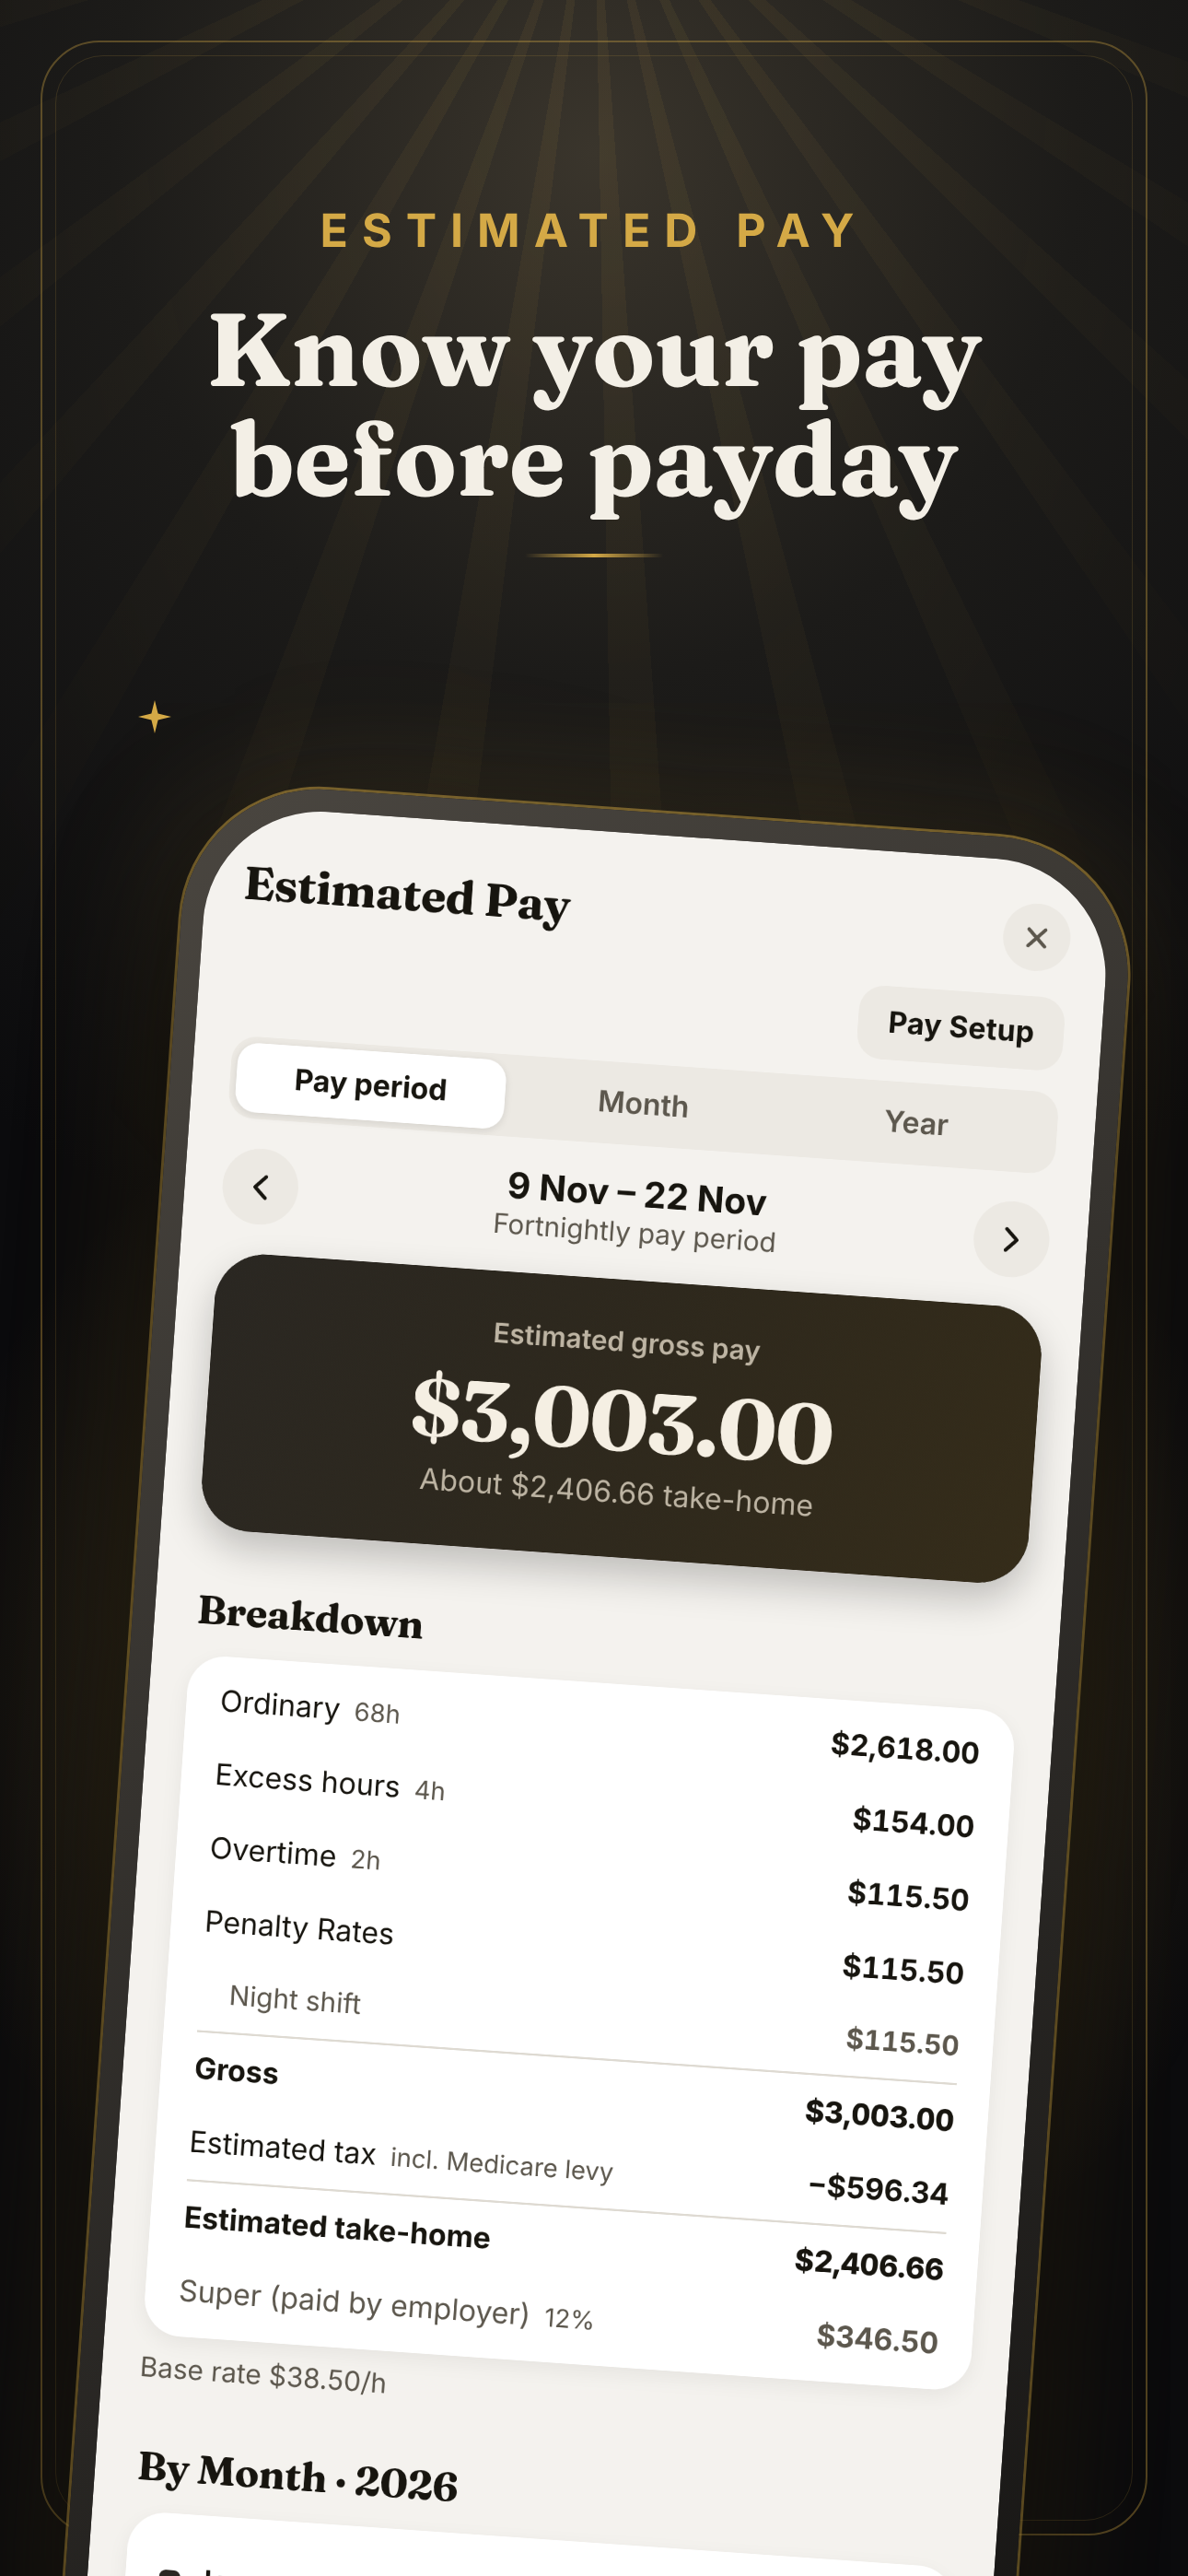 ESTIMATED PAY
Know your pay
before payday
Estimated Pay
Pay Setup
Pay period Month Year
9 Nov – 22 Nov
Fortnightly pay period
Estimated gross pay
$3,003.00
About $2,406.66 take-home
Breakdown
Ordinary 68h $2,618.00
Excess hours 4h $154.00
Overtime 2h $115.50
Penalty Rates $115.50
Night shift $115.50
Gross $3,003.00
Estimated tax incl. Medicare levy −$596.34
Estimated take-home $2,406.66
Super (paid by employer) 12% $346.50
Base rate $38.50/h
By Month · 2026